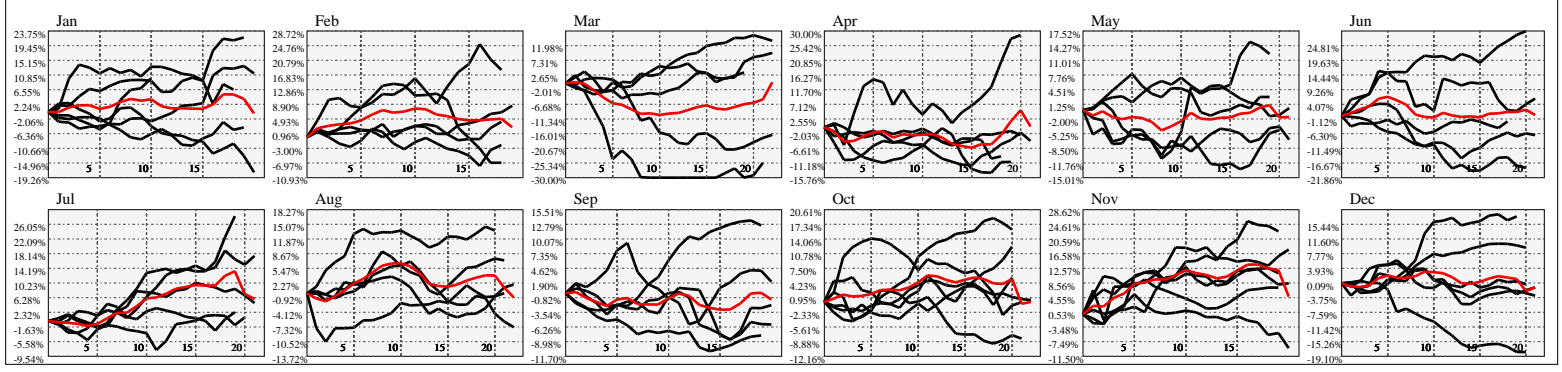 Jan Feb Mar Apr May Jun
23.75% 28.72% 30.00% 17.52%
19.45% 24.76% 11.98% 25.42% 14.27% 24.81%
15.15% 20.79% 7.31% 20.85% 11.01% 19.63%
10.85% 16.83% 2.65% 16.27% 7.76% 14.44%
6.55% 12.86% -2.01% 11.70% 4.51% 9.26%
2.24% 8.90% -6.68% 7.12% 1.25% 4.07%
-2.06% 4.93% -11.34% 2.55% -2.00% -1.12%
-6.36% 0.96% -16.01% -2.03% -5.25% -6.30%
-10.66% -3.00% -20.67% -6.61% -8.50% -11.49%
-14.96% -6.97% -25.34% -11.18% -11.76% -16.67%
-19.26% -10.93% -30.00% -15.76% -15.01% -21.86%
5 10 15 5 10 15 5 10 15 20 5 10 15 20 5 10 15 20 5 10 15 20
Jul Aug Sep Oct Nov Dec
18.27% 15.51% 20.61% 28.62%
26.05% 15.07% 12.79% 17.34% 24.61% 15.44%
22.09% 11.87% 10.07% 14.06% 20.59% 11.60%
18.14% 8.67% 7.35% 10.78% 16.58% 7.77%
14.19% 5.47% 4.62% 7.50% 12.57% 3.93%
10.23% 2.27% 1.90% 4.23% 8.56% 0.09%
6.28% -0.92% -0.82% 0.95% 4.55% -3.75%
2.32% -4.12% -3.54% -2.33% 0.53% -7.59%
-1.63% -7.32% -6.26% -5.61% -3.48% -11.42%
-5.58% -10.52% -8.98% -8.88% -7.49% -15.26%
-9.54% -13.72% -11.70% -12.16% -11.50% -19.10%
5 10 15 20 5 10 15 20 5 10 15 20 5 10 15 20 5 10 15 20 5 10 15 20